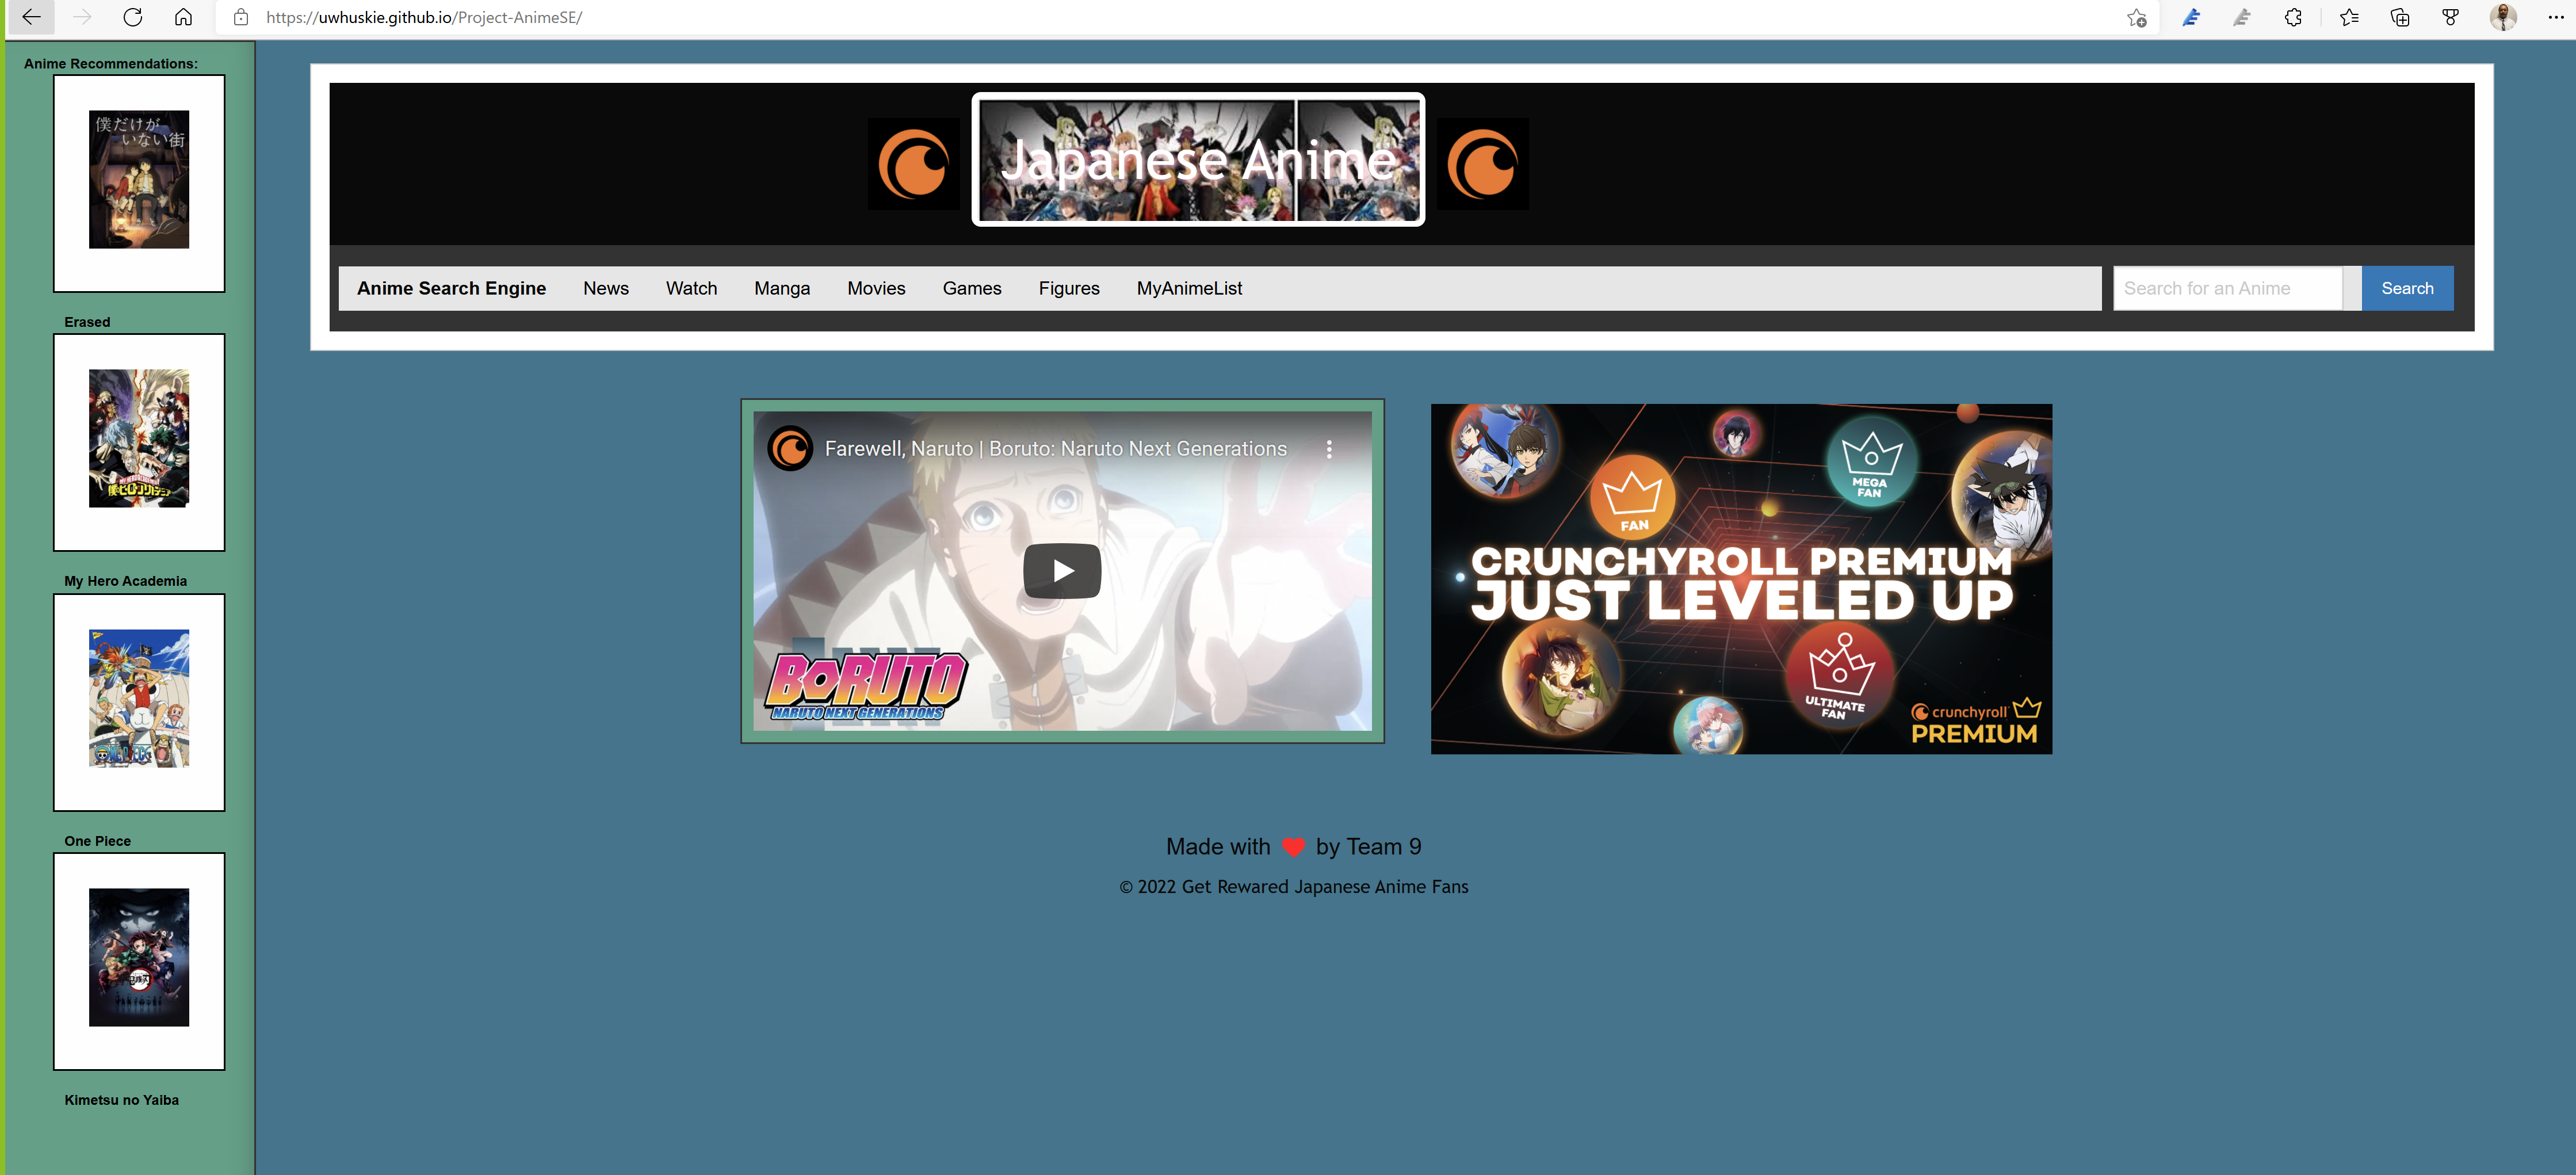 https://uwhuskie.github.io/Project-AnimeSE/
Anime Recommendations:
僕だけが
いない街
Erased
My Hero Academia
One Piece
Kimetsu no Yaiba
Japanese Anime
Anime Search Engine News Watch Manga Movies Games Figures MyAnimeList
Search for an Anime
Search
Farewell, Naruto | Boruto: Naruto Next Generations
BORUTO
NARUTO NEXT GENERATIONS
FAN
MEGA
FAN
CRUNCHYROLL PREMIUM
JUST LEVELED UP
ULTIMATE
FAN
crunchyroll
PREMIUM
Made with ❤ by Team 9
© 2022 Get Rewared Japanese Anime Fans